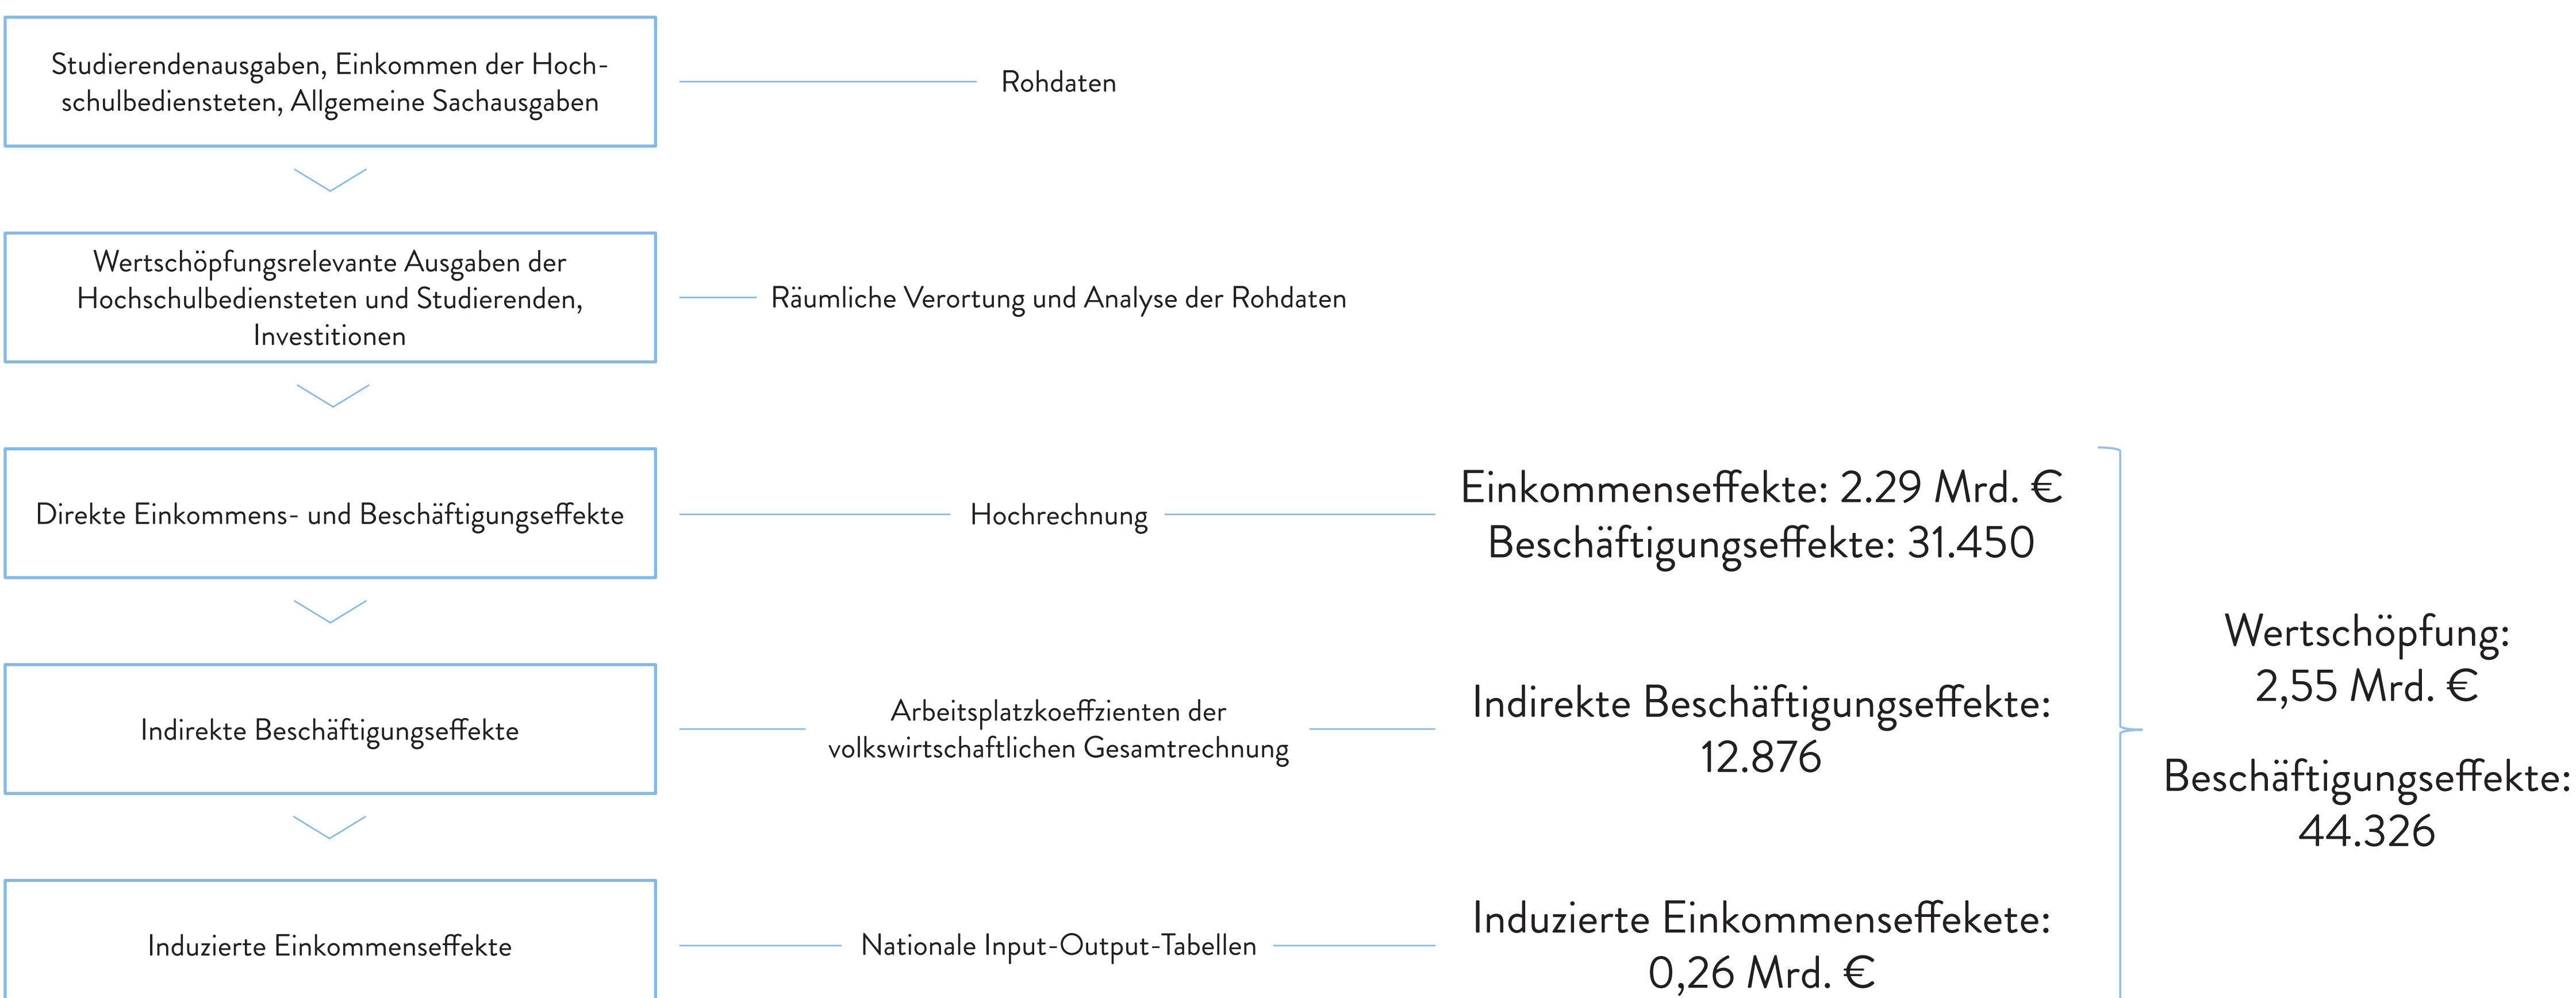 Studierendenausgaben, Einkommen der Hoch-
schulbediensteten, Allgemeine Sachausgaben
Rohdaten
Wertschöpfungsrelevante Ausgaben der
Hochschulbediensteten und Studierenden,
Investitionen
Räumliche Verortung und Analyse der Rohdaten
Direkte Einkommens- und Beschäftigungseffekte
Hochrechnung
Einkommenseffekte: 2.29 Mrd. €
Beschäftigungseffekte: 31.450
Indirekte Beschäftigungseffekte
Arbeitsplatzkoeffzienten der
volkswirtschaftlichen Gesamtrechnung
Indirekte Beschäftigungseffekte:
12.876
Induzierte Einkommenseffekte
Nationale Input-Output-Tabellen
Induzierte Einkommenseffekete:
0,26 Mrd. €
Wertschöpfung:
2,55 Mrd. €
Beschäftigungseffekte:
44.326